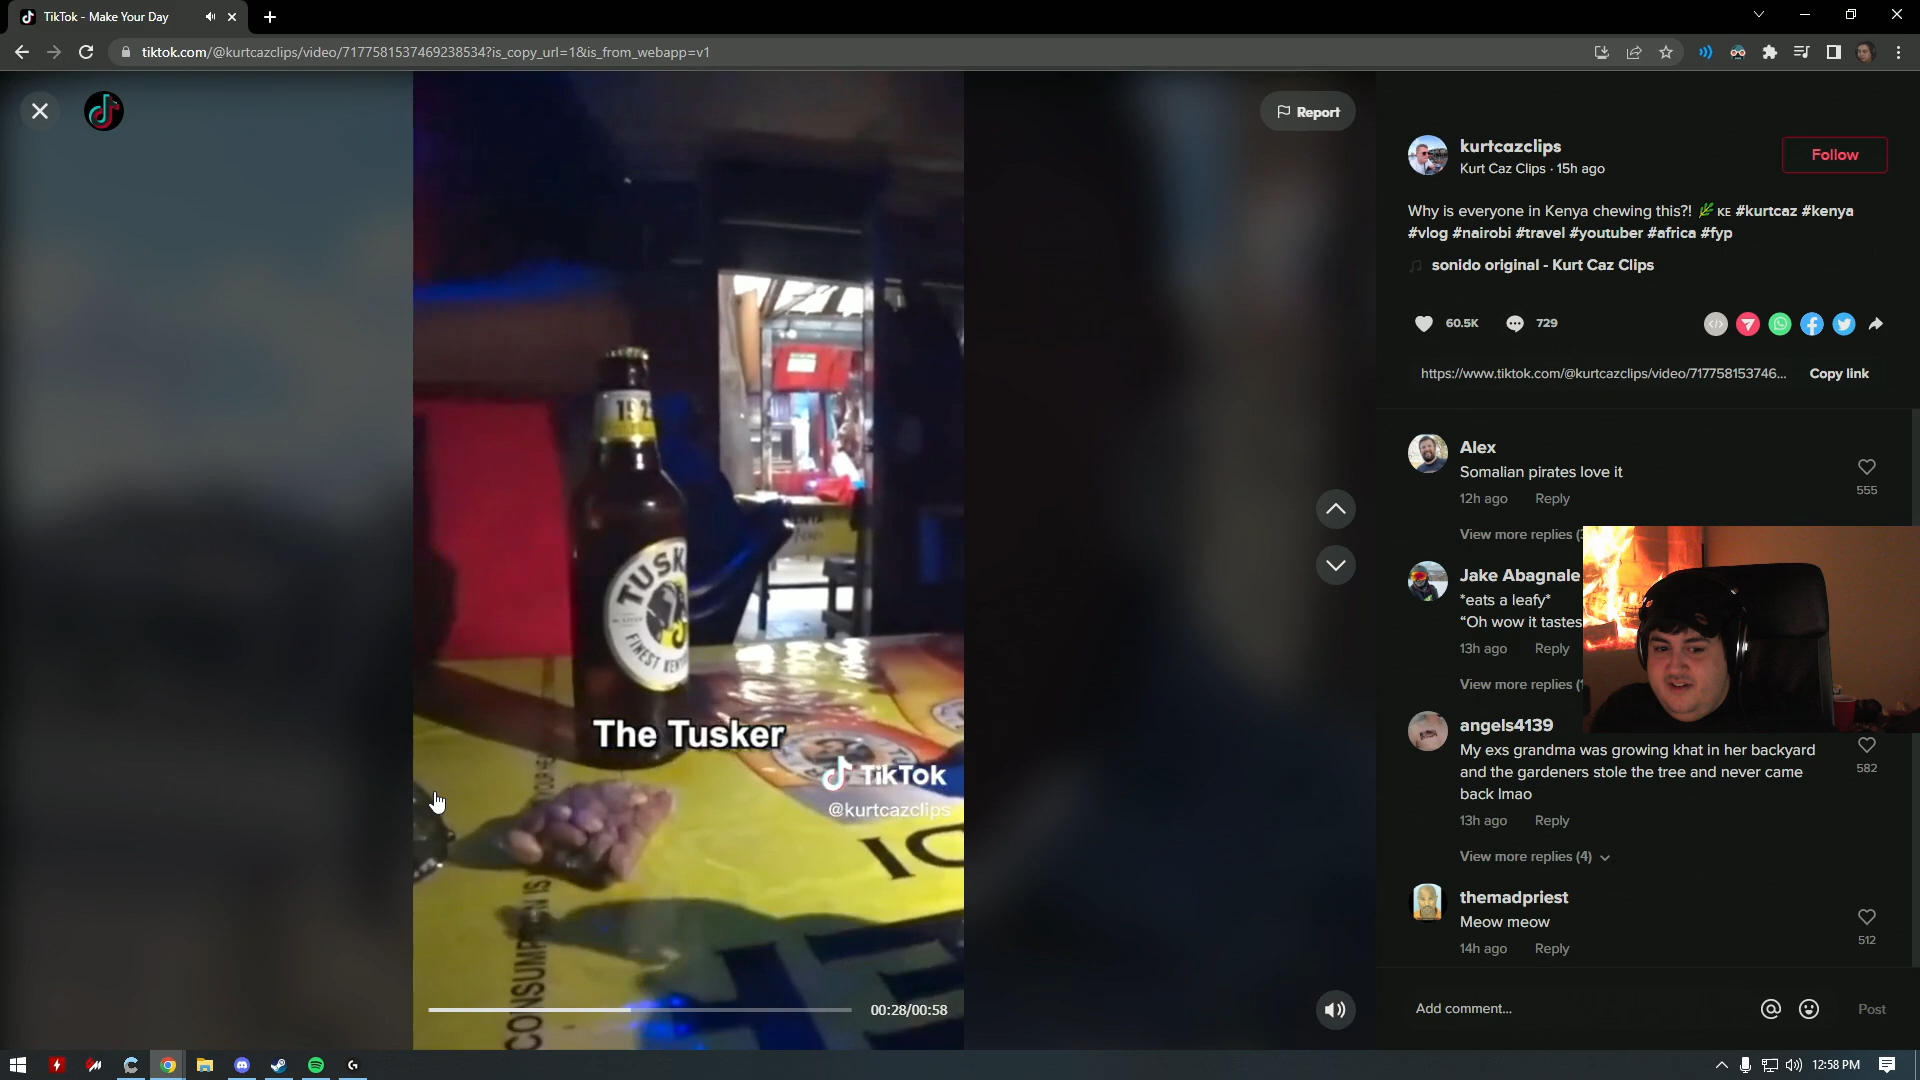 TikTok - Make Your Day
tiktok.com/@kurtcazclips/video/7177581537469238534?is_copy_url=1&is_from_webapp=v1
Report
kurtcazclips
Kurt Caz Clips · 15h ago
Follow
Why is everyone in Kenya chewing this?! 🌿 KE #kurtcaz #kenya
#vlog #nairobi #travel #youtuber #africa #fyp
sonido original - Kurt Caz Clips
60.5K
729
https://www.tiktok.com/@kurtcazclips/video/717758153746...
Copy link
Alex
Somalian pirates love it
12h ago Reply
555
View more replies
Jake Abagnale
*eats a leafy*
“Oh wow it tastes
13h ago Reply
View more replies
angels4139
My exs grandma was growing khat in her backyard
and the gardeners stole the tree and never came
back lmao
582
13h ago Reply
View more replies (4)
themadpriest
Meow meow
14h ago Reply
512
Add comment...
Post
192
TUSK
FINEST KEN
The Tusker
TikTok
@kurtcazclips
CONSUMP
IS
00:28/00:58
12:58 PM